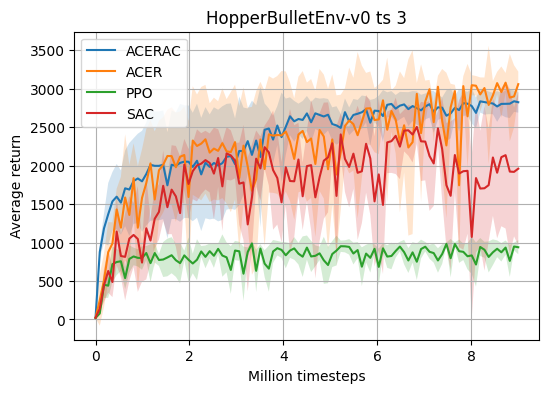 HopperBulletEnv-v0 ts 3
ACERAC
ACER
PPO
SAC
Average return
3500
3000
2500
2000
1500
1000
500
0
0 2 4 6 8
Million timesteps